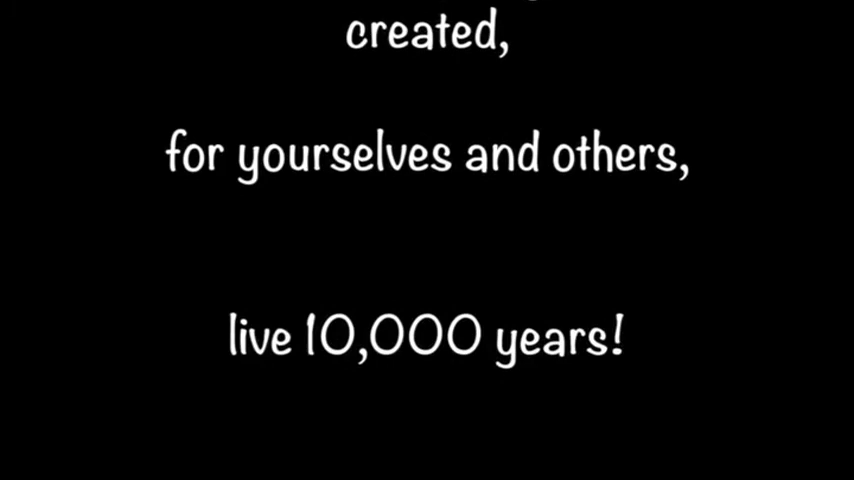 created,
for yourselves and others,
live 10,000 years!